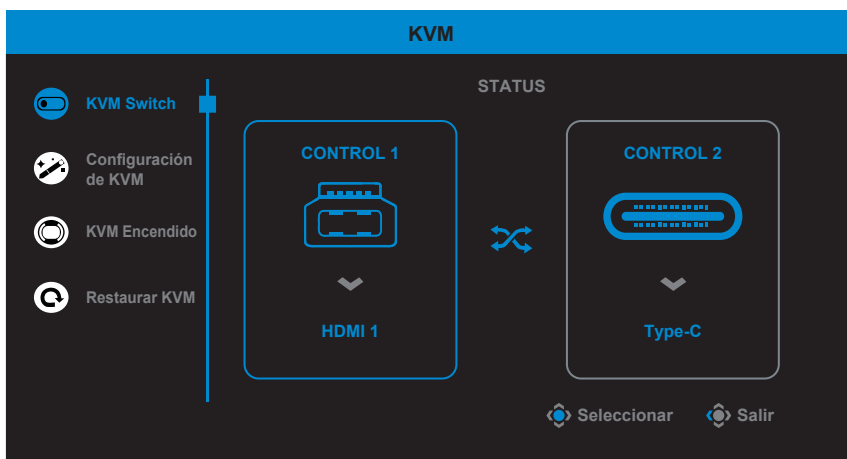 KVM
KVM Switch
Configuración
de KVM
KVM Encendido
Restaurar KVM
STATUS
CONTROL 1
HDMI 1
CONTROL 2
Type-C
Seleccionar
Salir